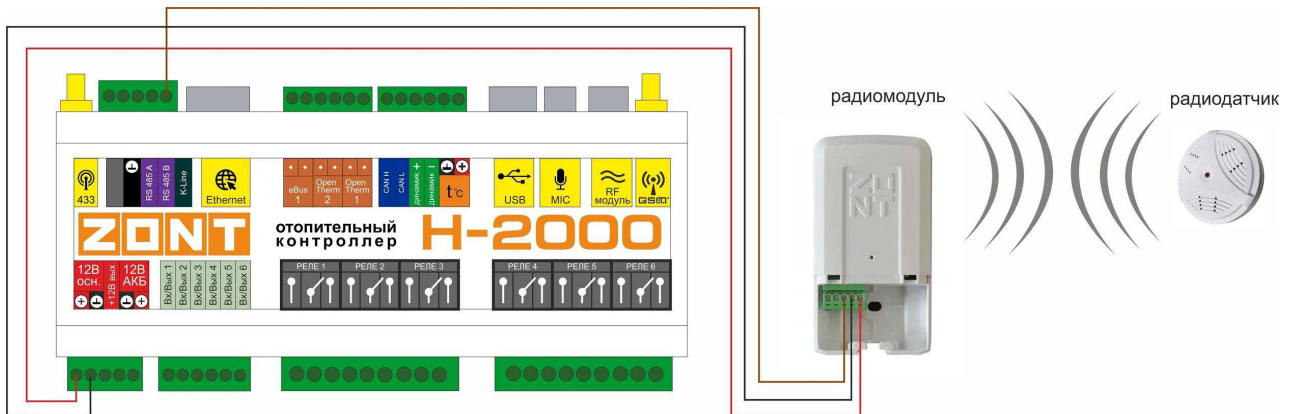 радиомодуль
радиодатчик
433
RS 485 A
RS 485 B
K-Line
Ethernet
eBus
1
Open
Therm
2
Open
Therm
1
CAN H
CAN L
динамик +
динамик –
t°C
USB
MIC
RF
модуль
GSM
ZONT
отопительный
контроллер
H-2000
12В
осн.
+12В вых
12В
АКБ
Вх/Вых 1
Вх/Вых 2
Вх/Вых 3
Вх/Вых 4
Вх/Вых 5
Вх/Вых 6
РЕЛЕ 1
РЕЛЕ 2
РЕЛЕ 3
РЕЛЕ 4
РЕЛЕ 5
РЕЛЕ 6
ZO
NT